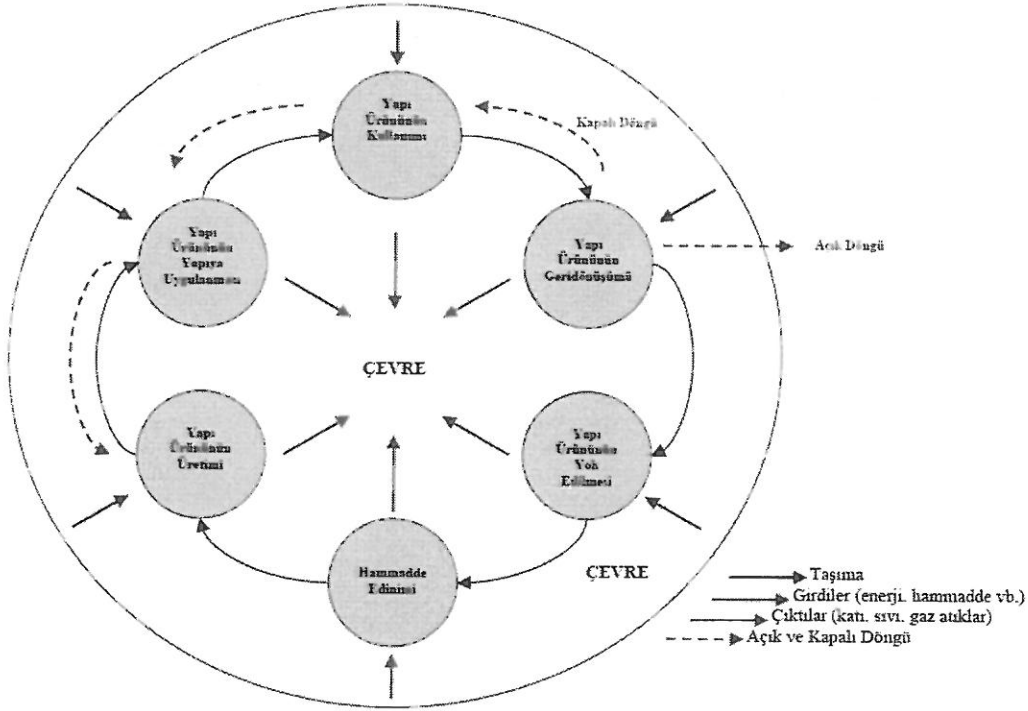 Yapı
Ürününün
Kullanımı
Kapalı Döngü
Yapı
Ürününün
Yapıya
Uygulanması
Yapı
Ürününün
Geridönüşümü
Açık Döngü
ÇEVRE
Yapı
Ürününün
Üretimi
Yapı
Ürününün
Yok
Edilmesi
Hammadde
Edinimi
ÇEVRE
Taşıma
Girdiler (enerji. hammadde vb.)
Çıktılar (katı. sıvı. gaz atıklar)
Açık ve Kapalı Döngü